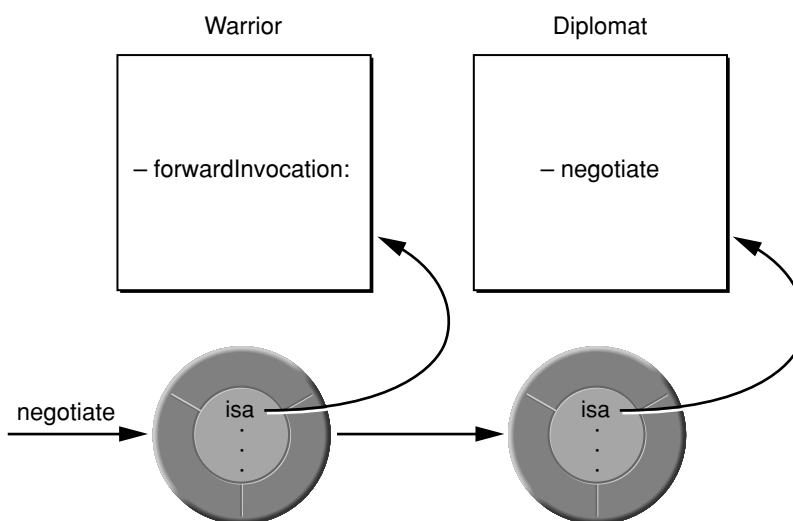 Warrior
Diplomat
– forwardInvocation:
– negotiate
negotiate
isa
.
.
.
isa
.
.
.